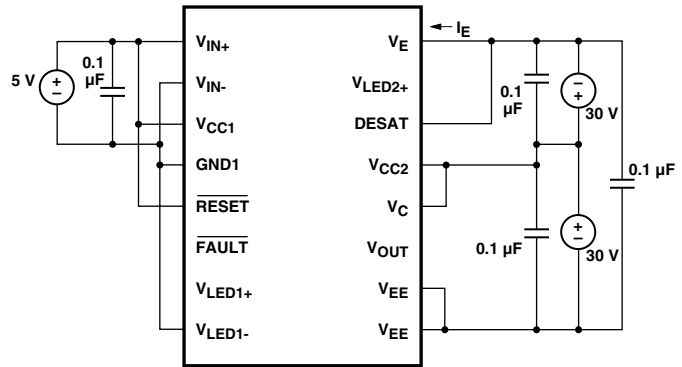 5 V
+
−
0.1
µF
V_IN+
V_IN-
V_CC1
GND1
RESET
FAULT
V_LED1+
V_LED1-
V_E
V_LED2+
DESAT
V_CC2
V_C
V_OUT
V_EE
V_EE
I_E
0.1
µF
−
+
30 V
0.1 µF
+
−
30 V
0.1 µF